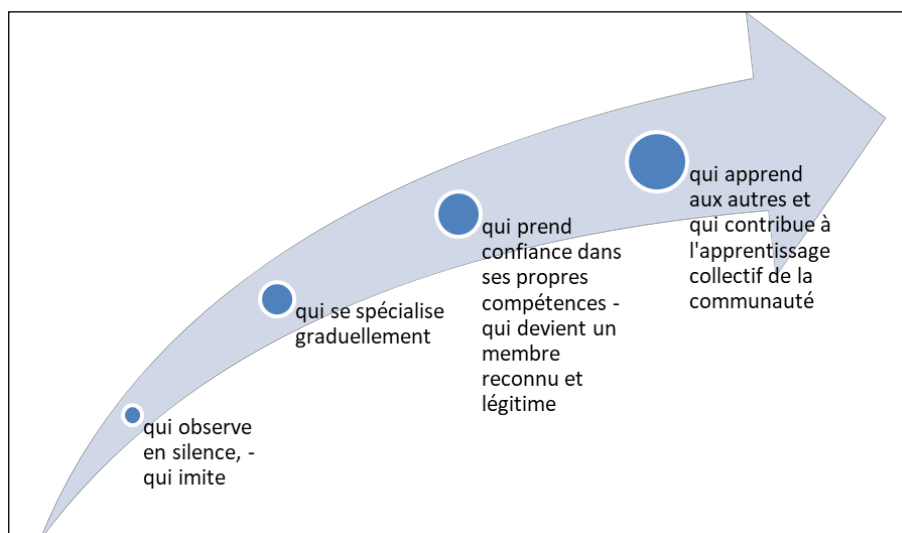 qui observe
en silence, -
qui imite
qui se spécialise
graduellement
qui prend
confiance dans
ses propres
compétences -
qui devient un
membre
reconnu et
légitime
qui apprend
aux autres et
qui contribue à
l'apprentissage
collectif de la
communauté